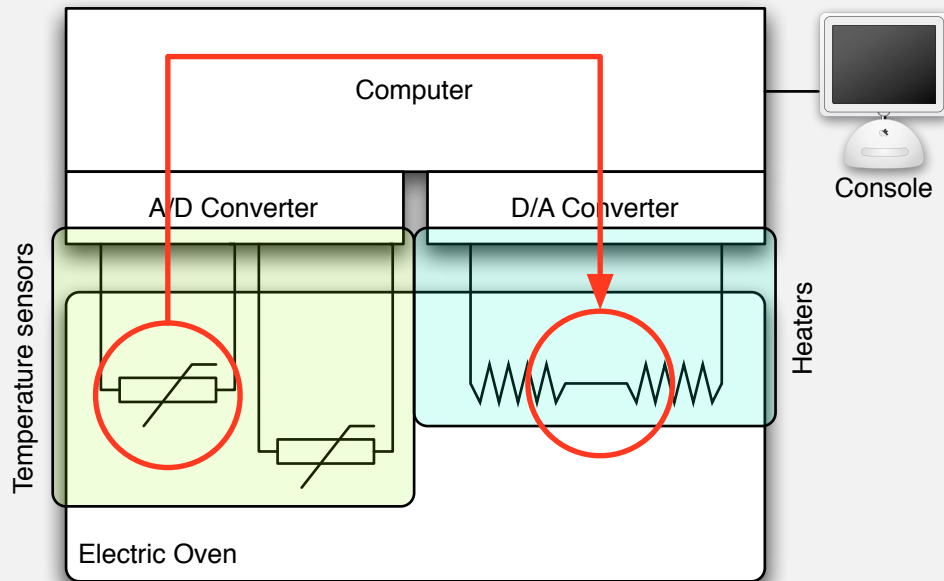 Computer
A/D Converter
D/A Converter
Console
Temperature sensors
Heaters
Electric Oven